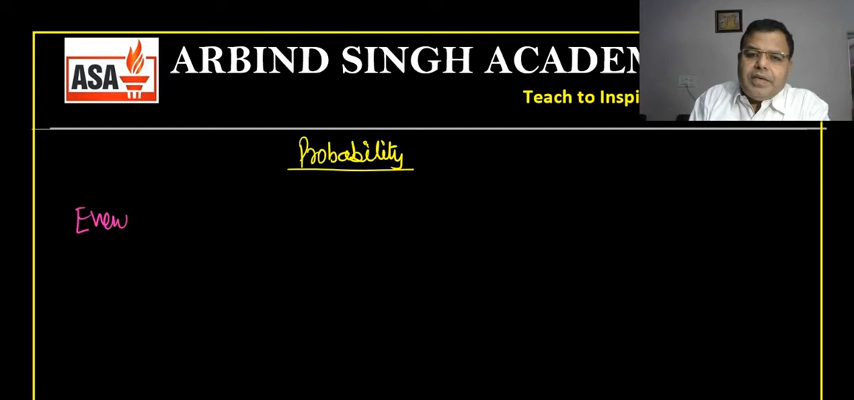 ASA
ARBIND SINGH ACADEM
Teach to Inspi
Probability
Even